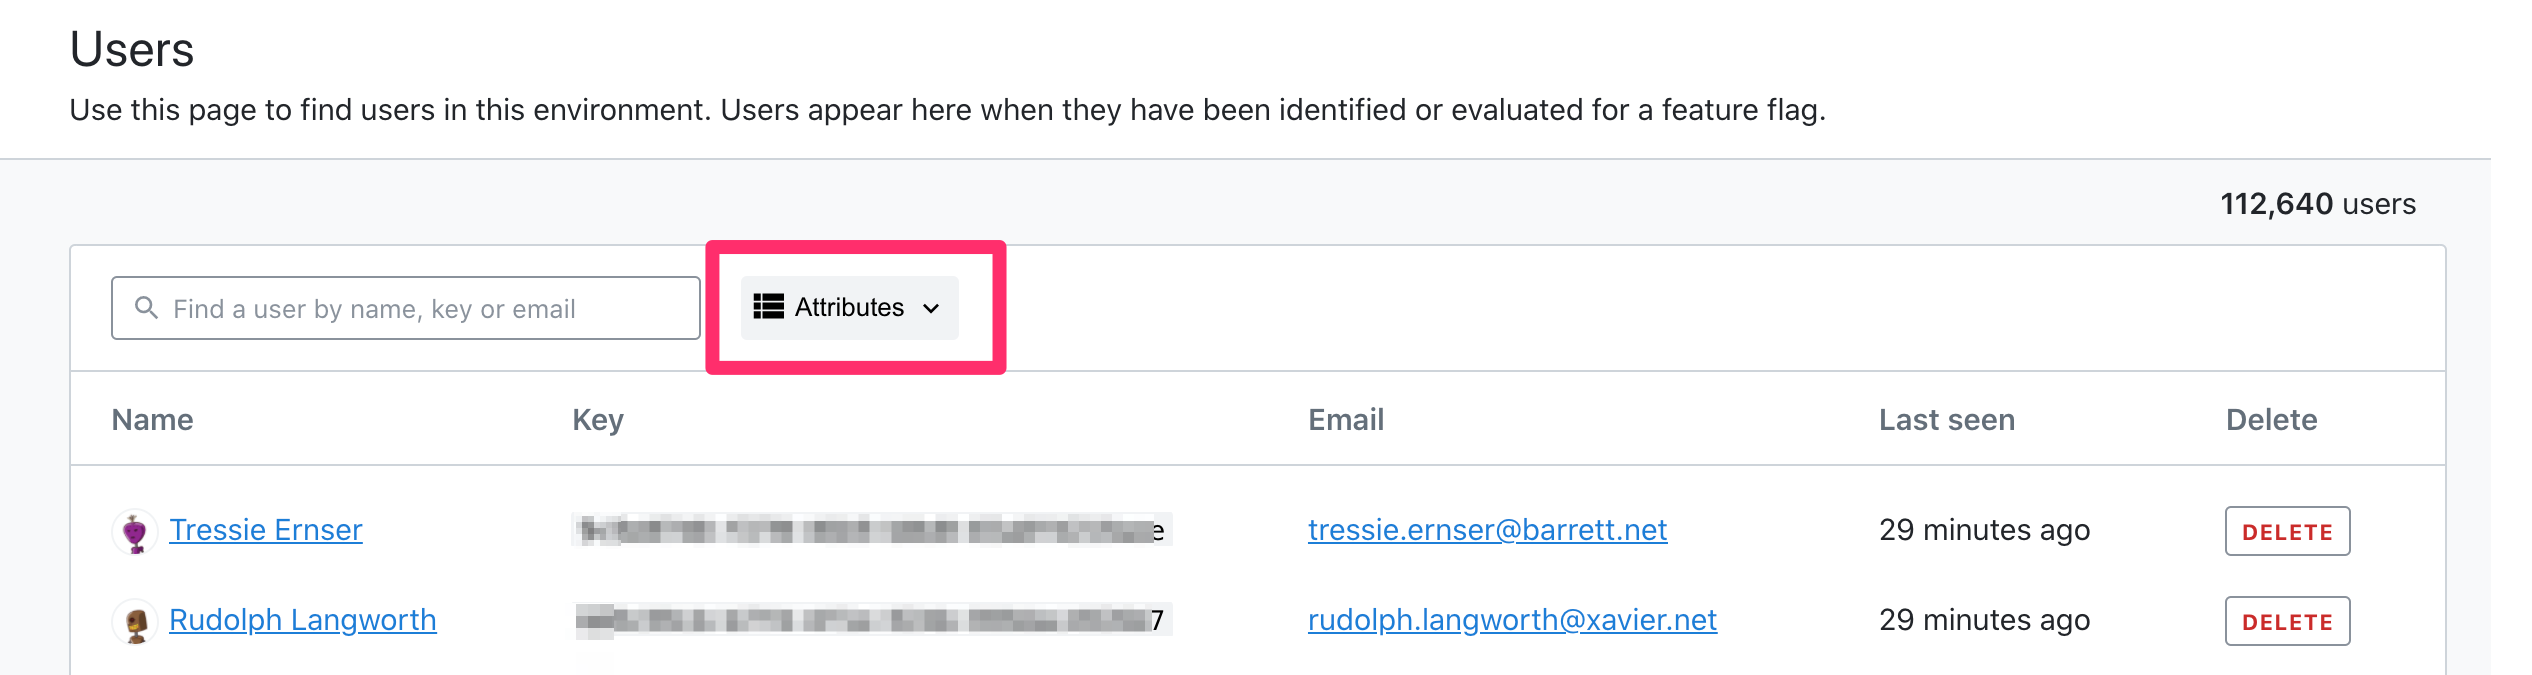 Users
Use this page to find users in this environment. Users appear here when they have been identified or evaluated for a feature flag.
112,640 users
Find a user by name, key or email
Attributes
Name Key Email Last seen Delete
Tressie Ernser e tressie.ernser@barrett.net 29 minutes ago DELETE
Rudolph Langworth 7 rudolph.langworth@xavier.net 29 minutes ago DELETE